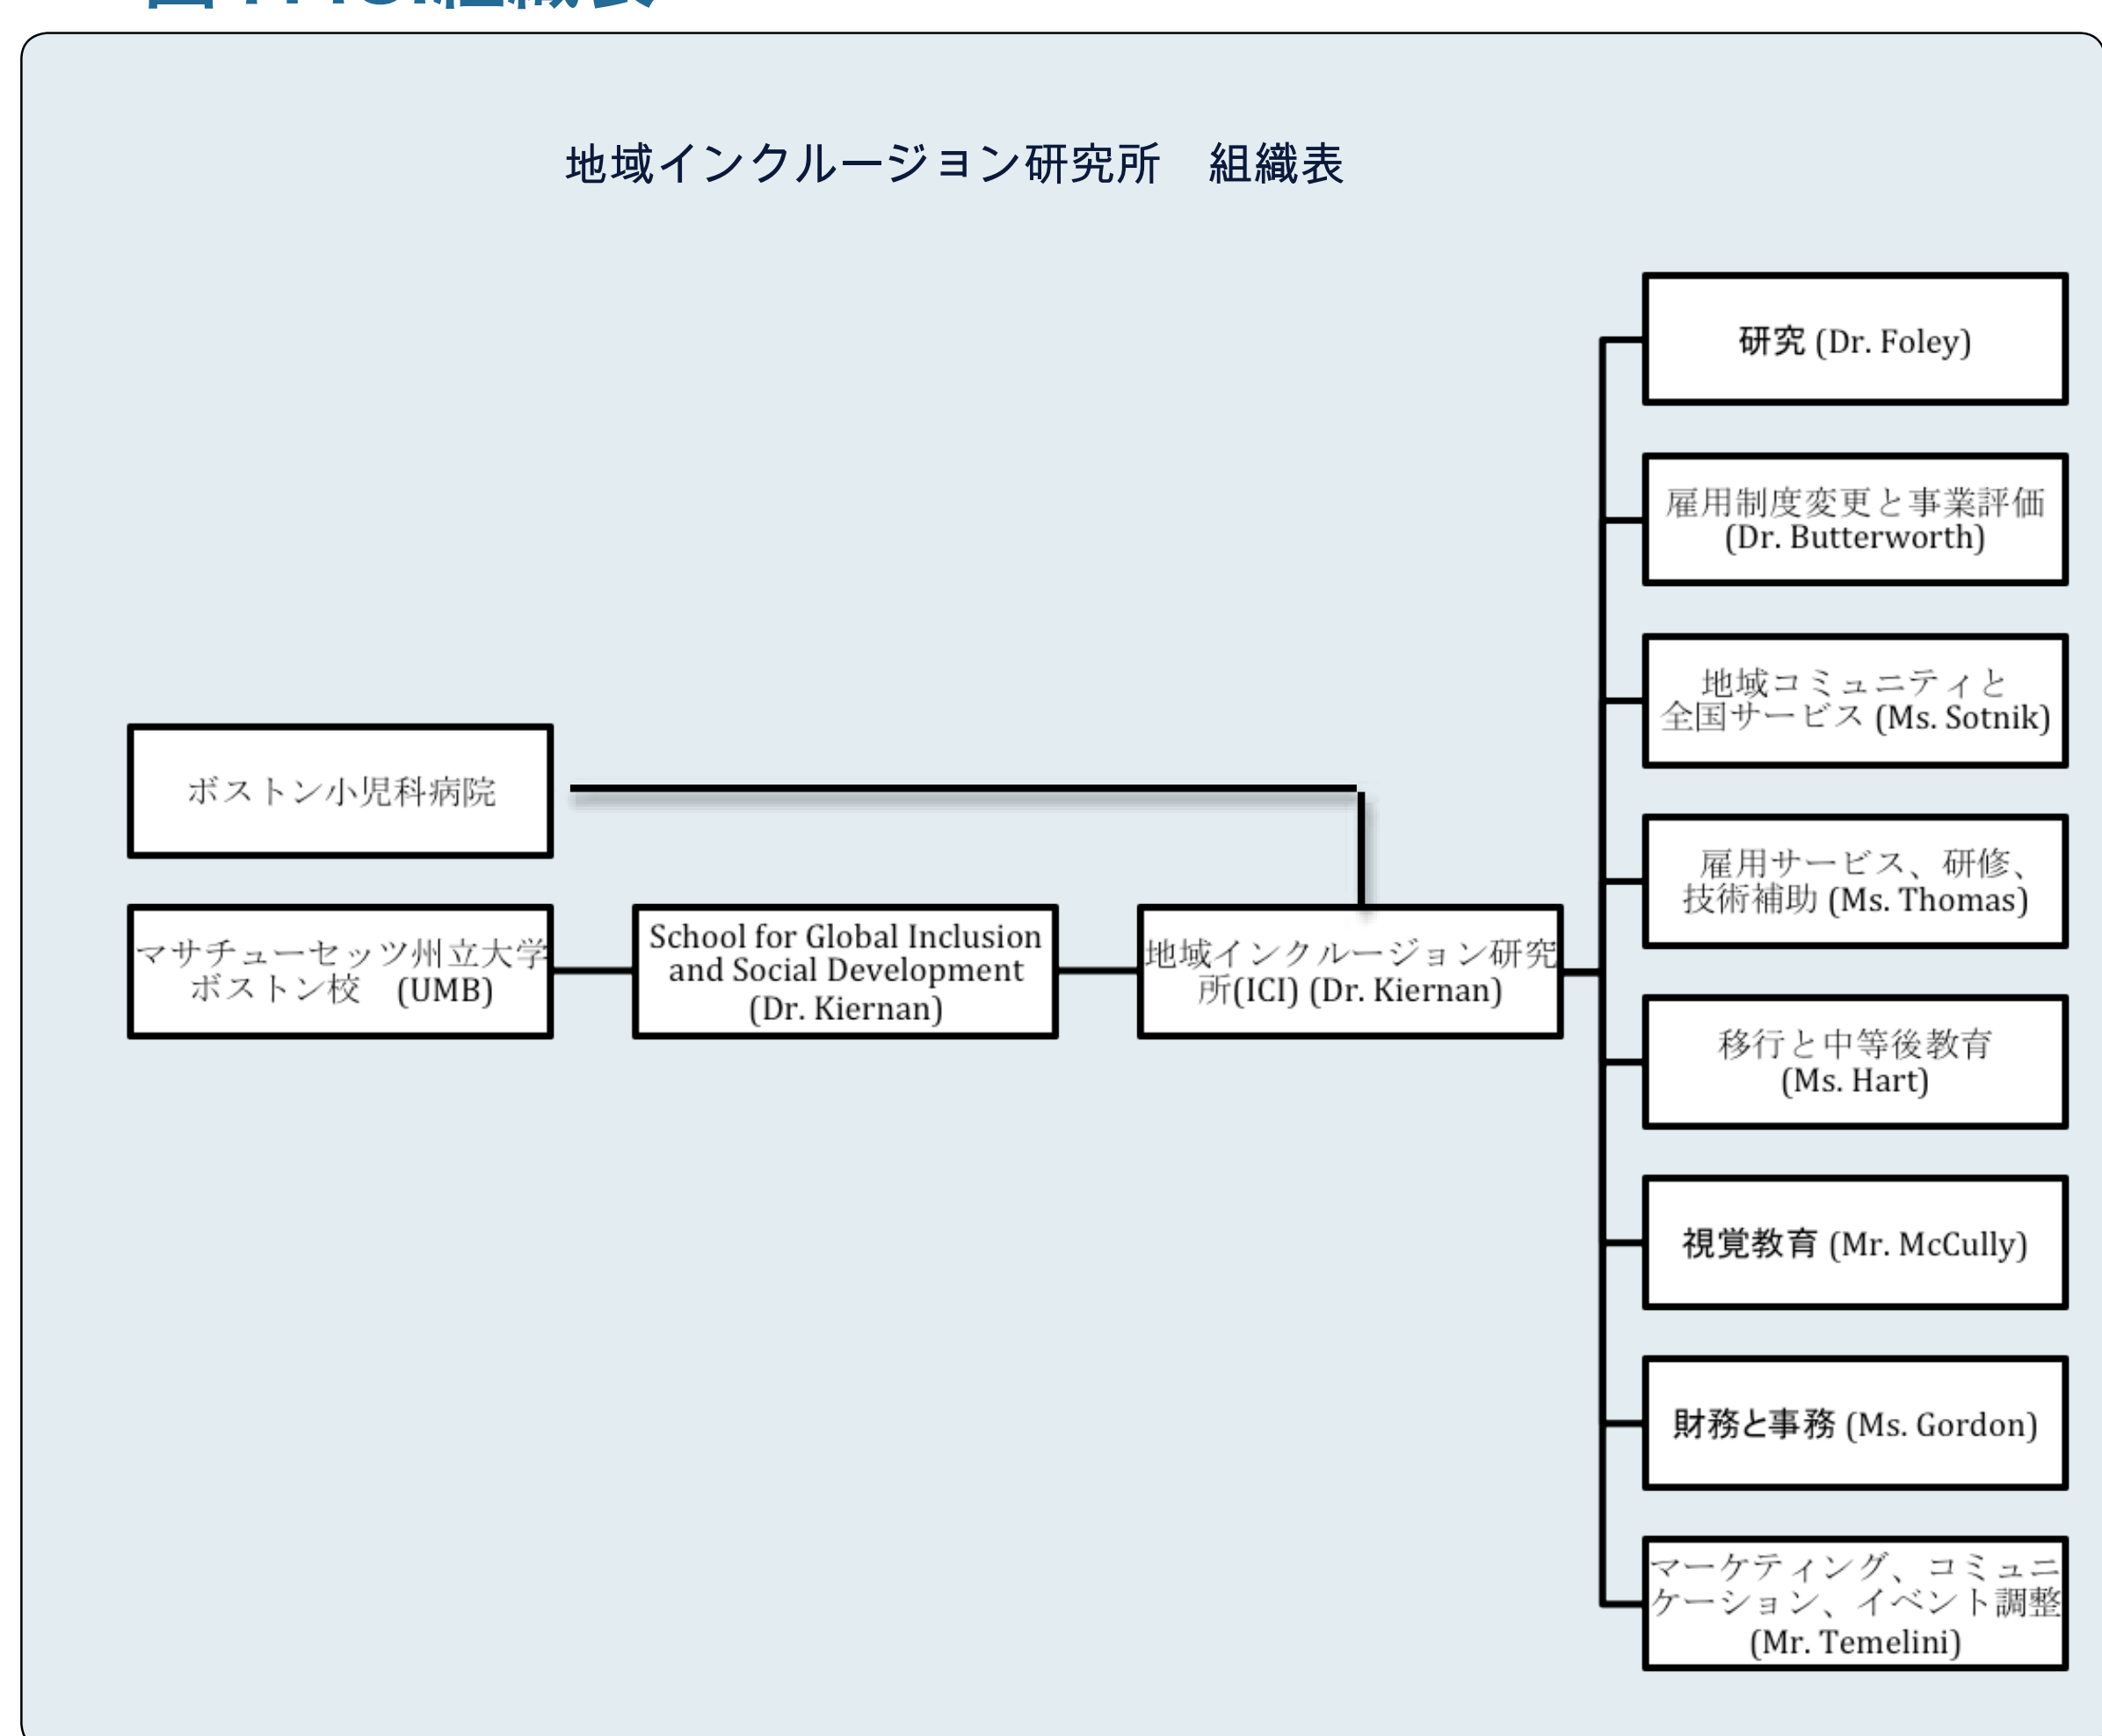 地域インクルージョン研究所　組織表
研究 (Dr. Foley)
雇用制度変更と事業評価
(Dr. Butterworth)
地域コミュニティと
全国サービス (Ms. Sotnik)
雇用サービス、研修、
技術補助 (Ms. Thomas)
ボストン小児科病院
マサチューセッツ州立大学
ボストン校　(UMB)
School for Global Inclusion
and Social Development
(Dr. Kiernan)
地域インクルージョン研究
所(ICI) (Dr. Kiernan)
移行と中等後教育
(Ms. Hart)
視覚教育 (Mr. McCully)
財務と事務 (Ms. Gordon)
マーケティング、コミュニ
ケーション、イベント調整
(Mr. Temelini)